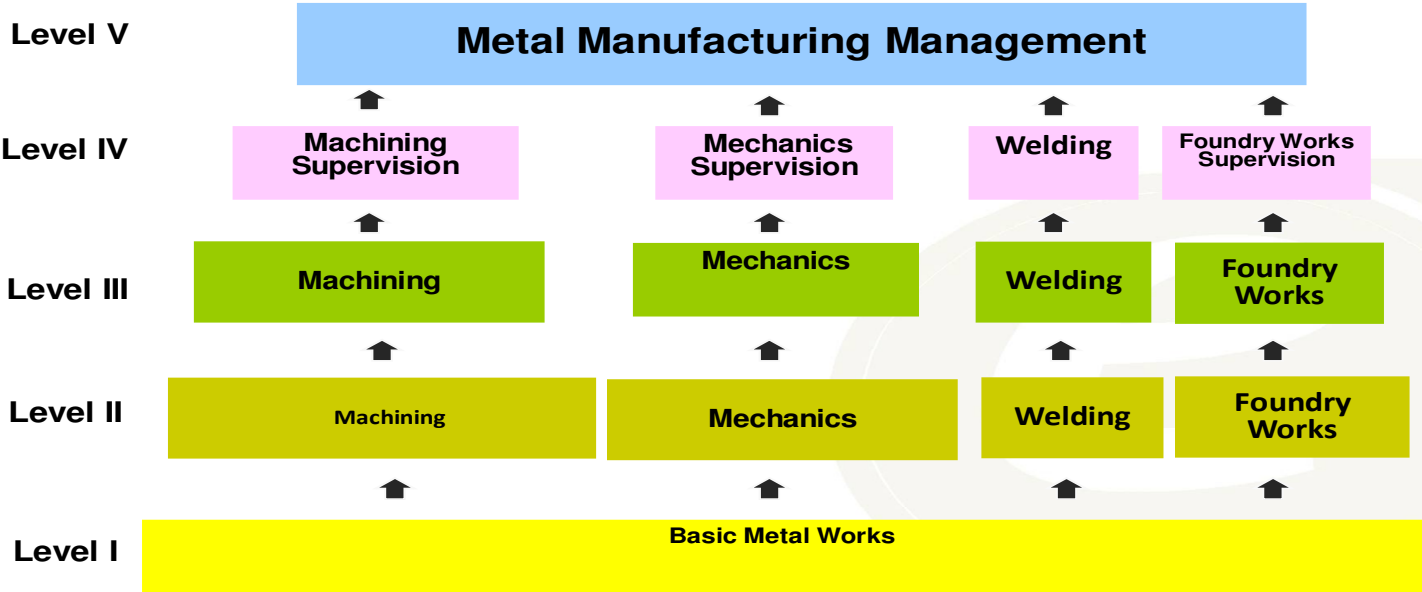 Level V
Metal Manufacturing Management
Level IV
Machining
Supervision
Mechanics
Supervision
Welding
Foundry Works
Supervision
Level III
Machining
Mechanics
Welding
Foundry
Works
Level II
Machining
Mechanics
Welding
Foundry
Works
Level I
Basic Metal Works